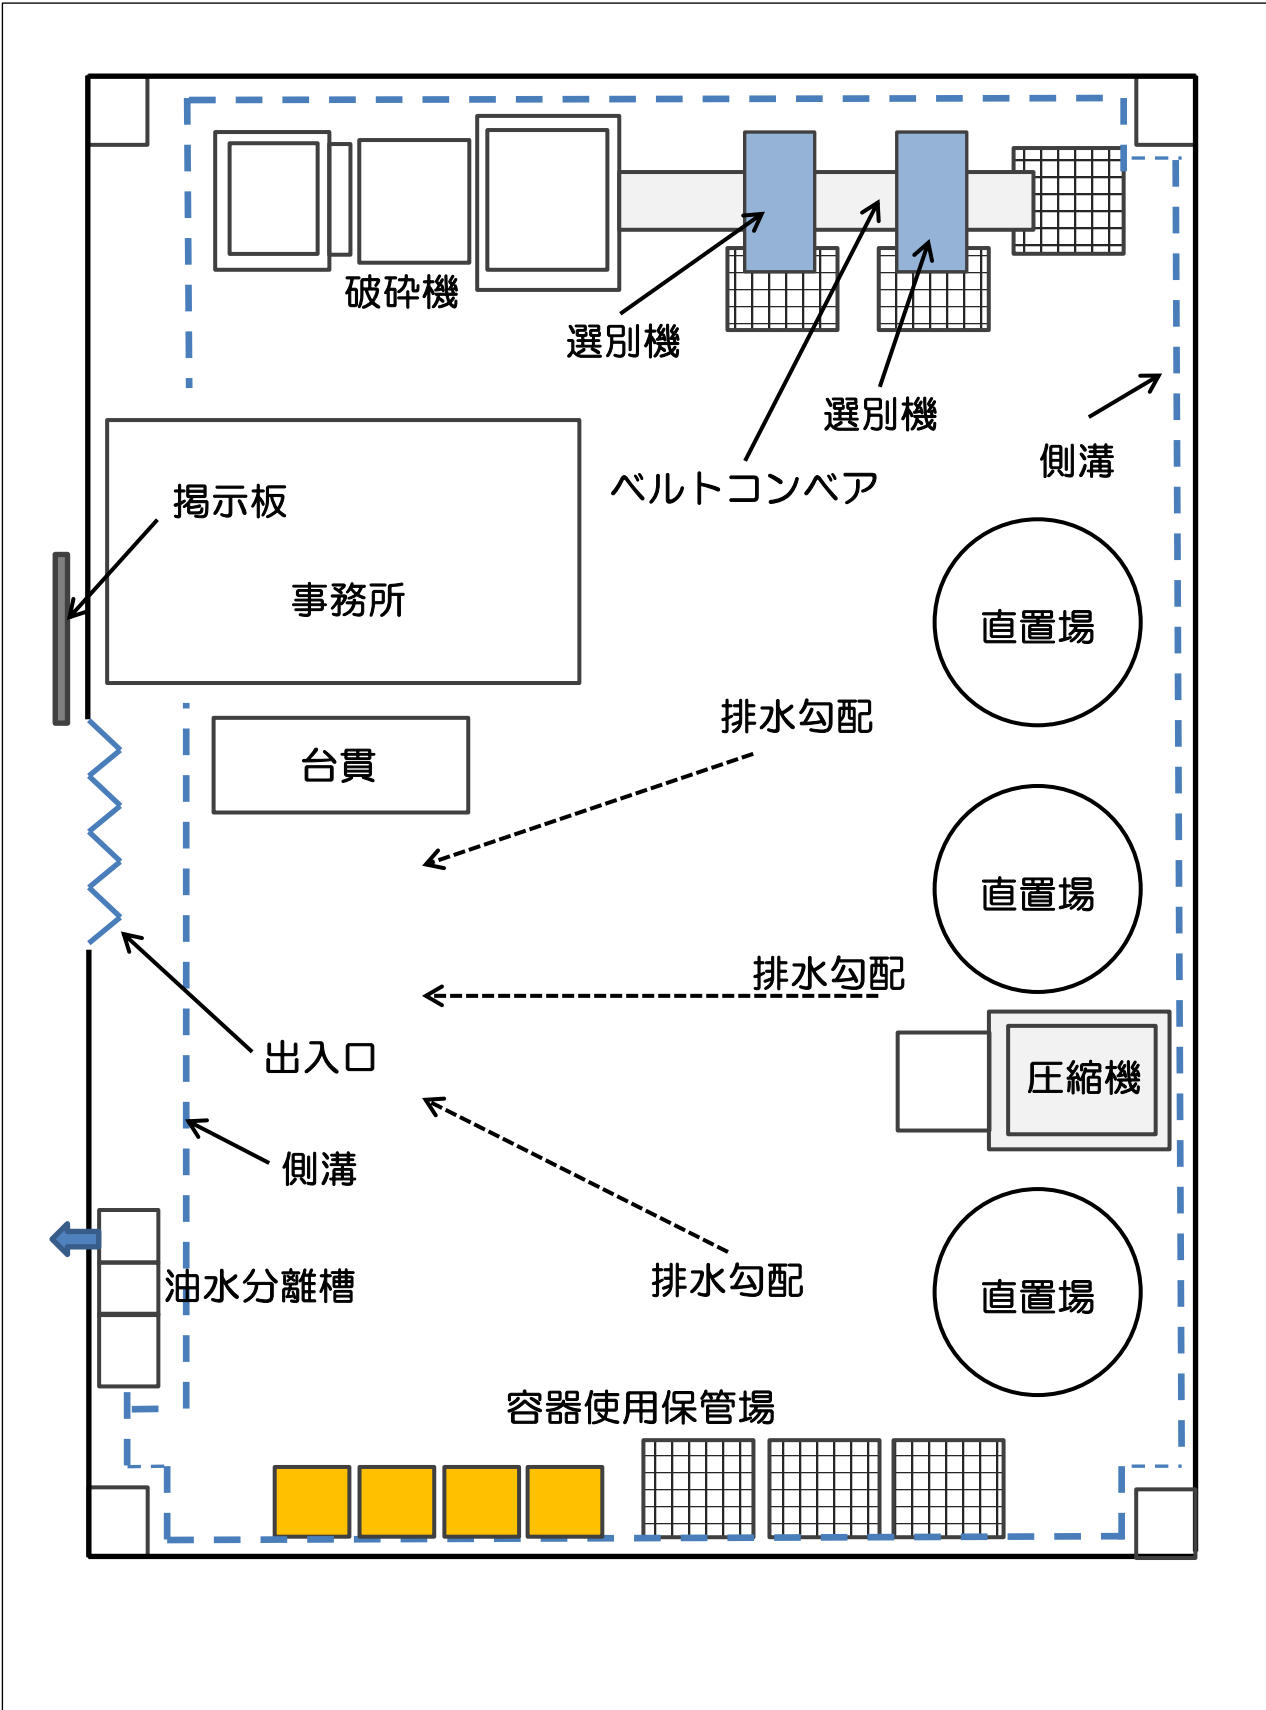 破砕機
選別機
選別機
側溝
ベルトコンベア
掲示板
事務所
直置場
排水勾配
台貫
直置場
排水勾配
出入口
圧縮機
側溝
油水分離槽
排水勾配
直置場
容器使用保管場